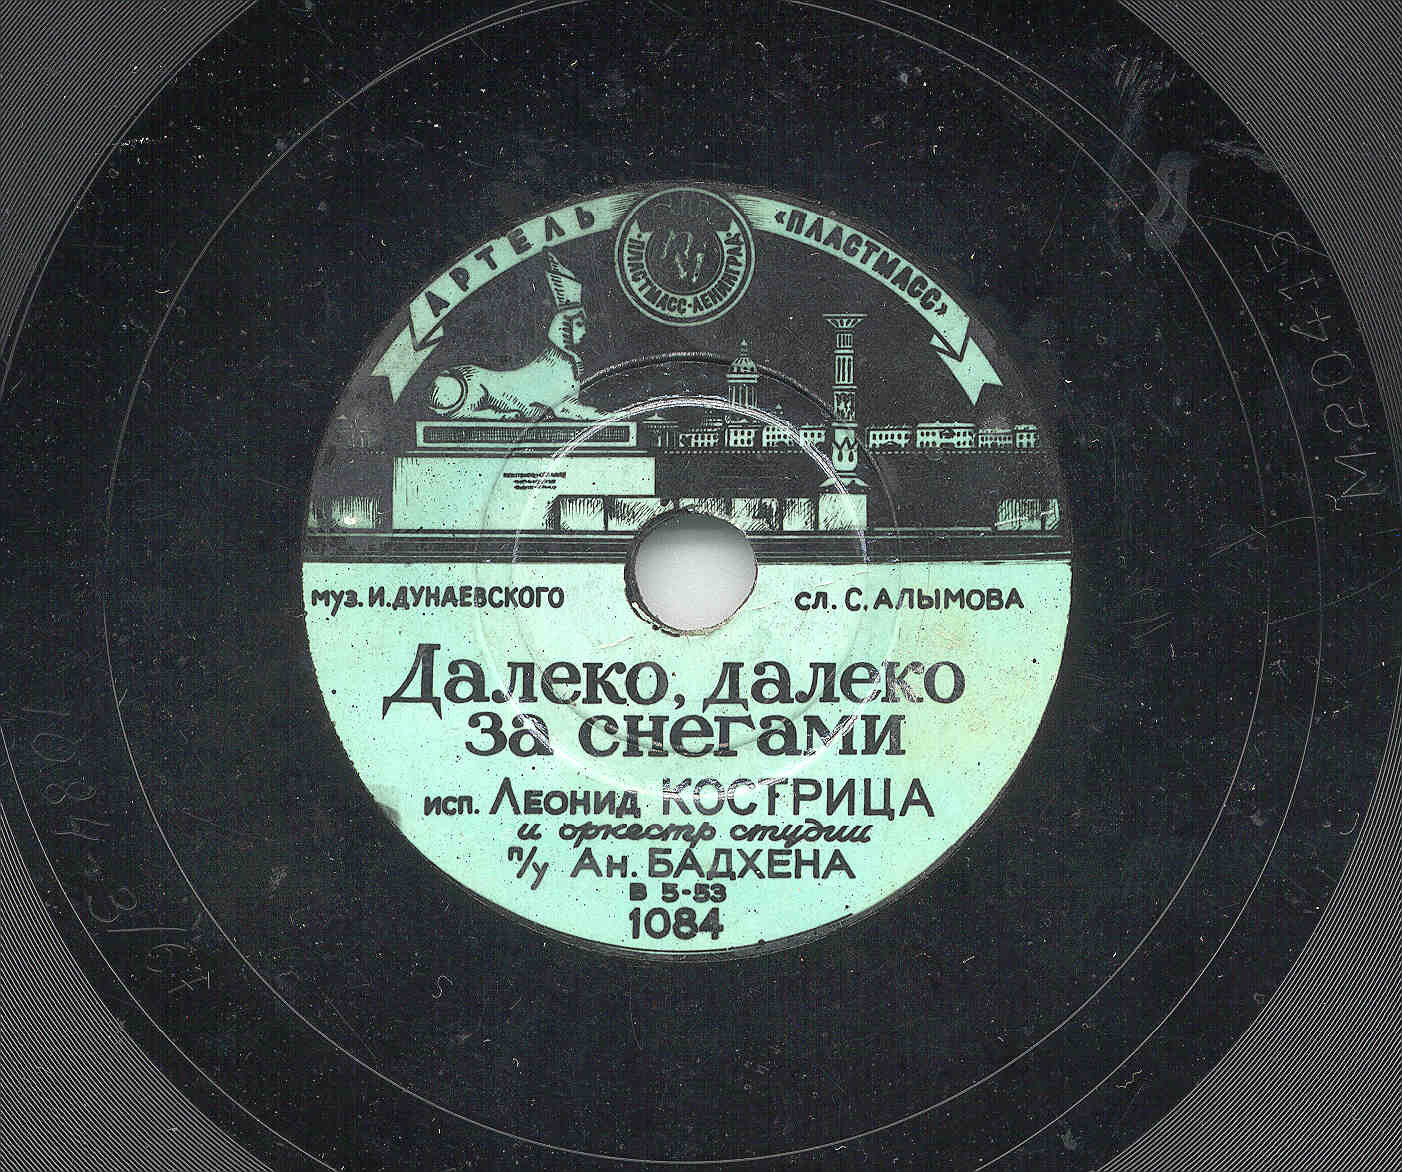 АРТЕЛЬ «ПЛАСТМАСС»
ПЛАСТМАСС·ЛЕНИНГРАД·
муз. И. ДУНАЕВСКОГО сл. С. АЛЫМОВА
Далеко, далеко
за снегами
исп. Леонид КОСТРИЦА
и оркестр студии
п/у Ан. БАДХЕНА
В 5-53
1084
М-20415
1084-3/